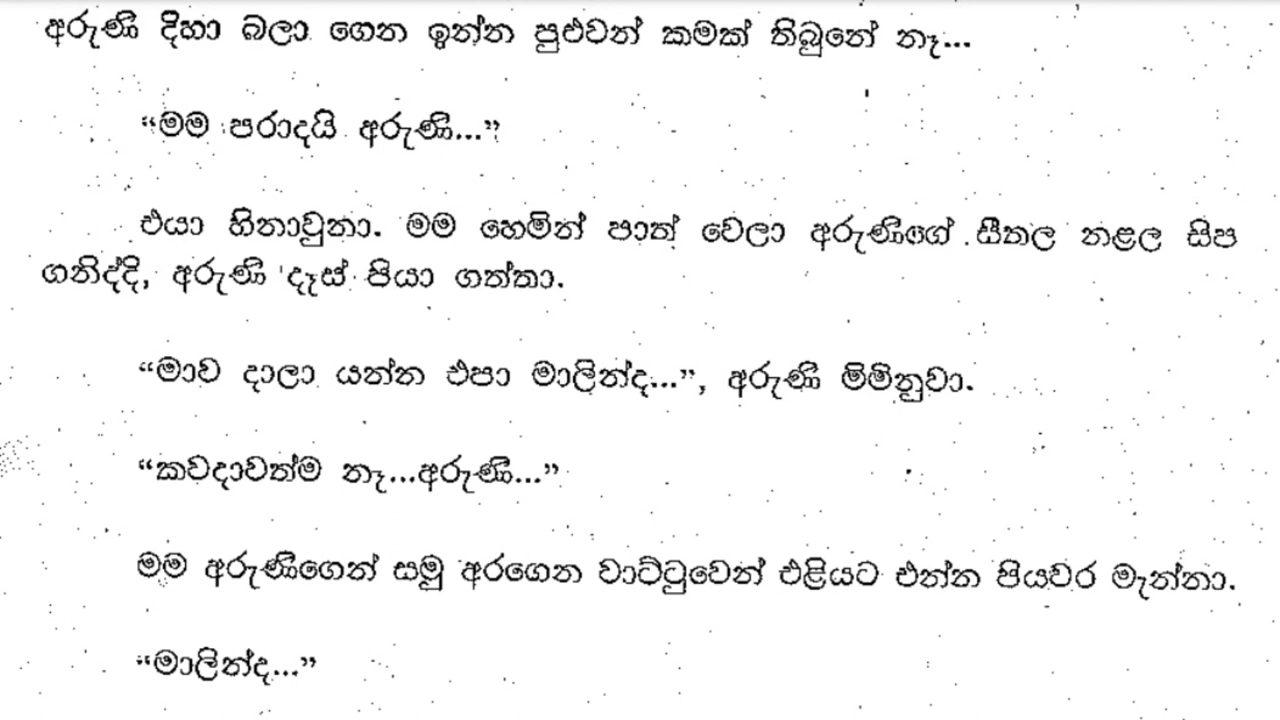 අරුණි දිහා බලා ගෙන ඉන්න පුළුවන් කමක් තිබුනේ නෑ...
“මම පරාදයි අරුණි...”
එයා හිනාවුනා. මම හෙමින් පාත් වෙලා අරුණිගේ සීතල නළල සිප
ගනිද්දි, අරුණි දෑස් පියා ගත්තා.
“මාව දාලා යන්න එපා මාලින්ද...”, අරුණි මිමිනුවා.
“කවදාවත්ම නෑ...අරුණි...”
මම අරුණිගෙන් සමු අරගෙන වාට්ටුවෙන් එළියට එන්න පියවර මැන්නා.
“මාලින්ද...”